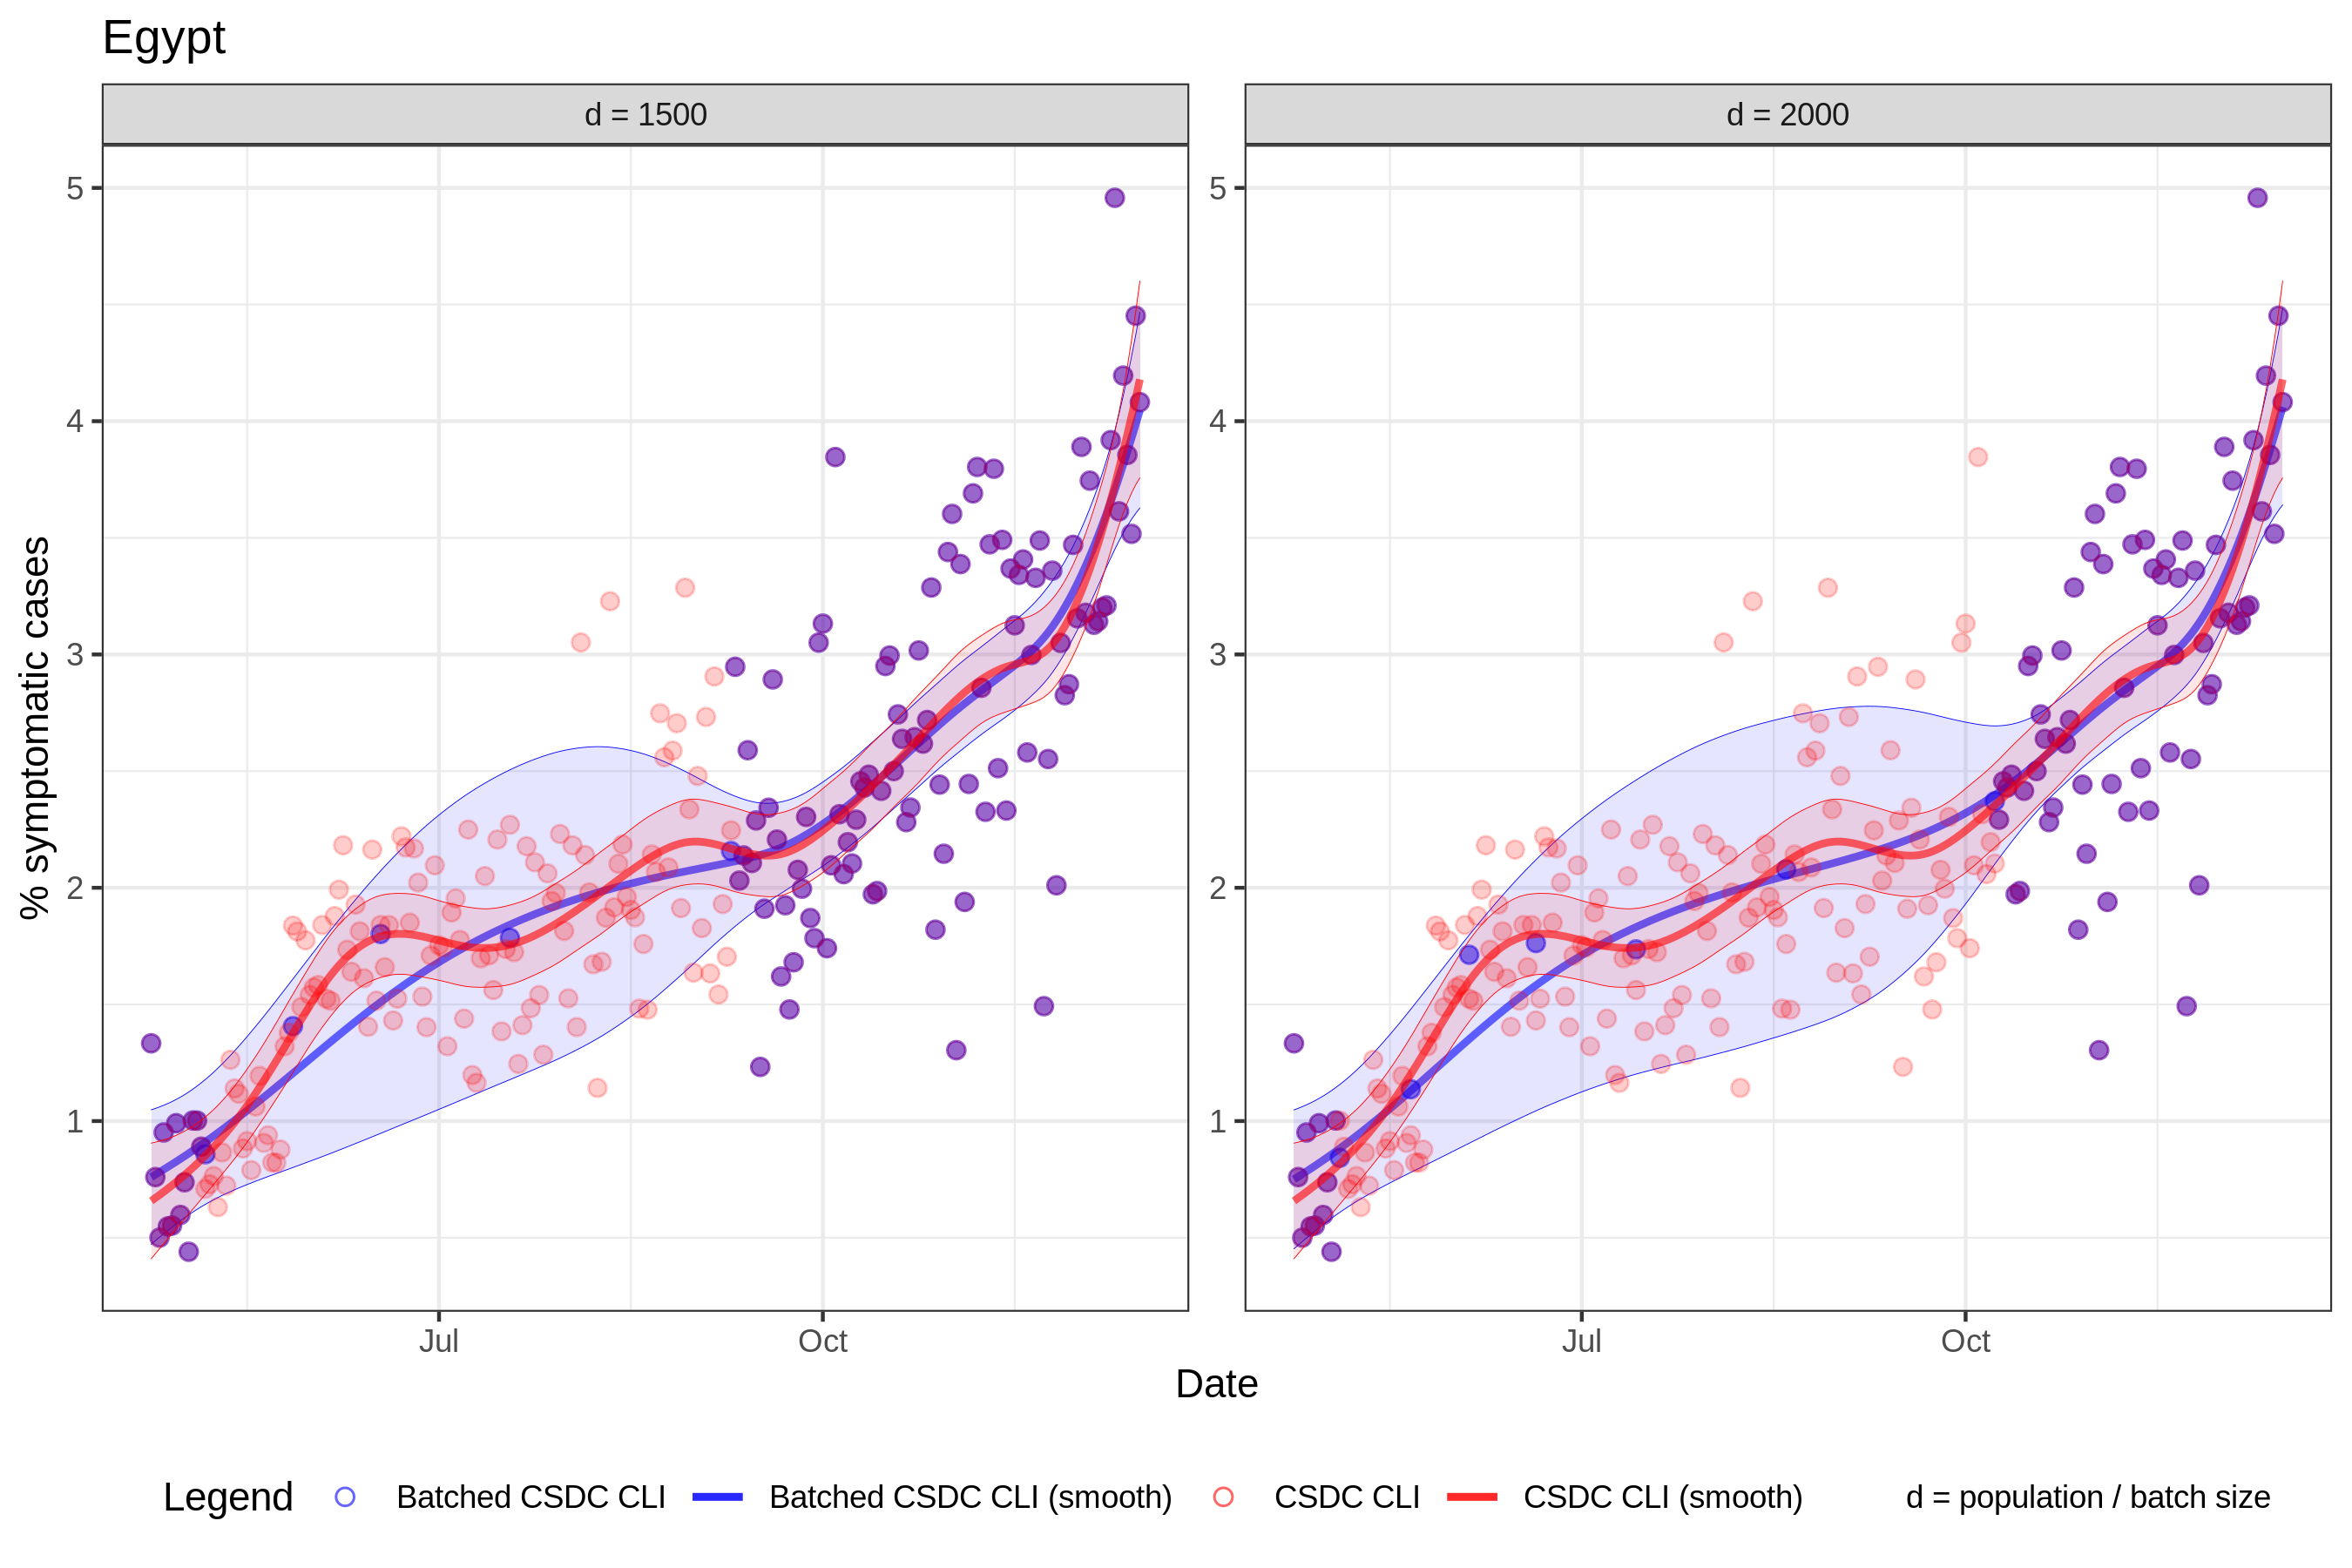 Egypt
d = 1500
d = 2000
% symptomatic cases
5
4
3
2
1
5
4
3
2
1
Jul
Oct
Jul
Oct
Date
Legend
Batched CSDC CLI
Batched CSDC CLI (smooth)
CSDC CLI
CSDC CLI (smooth)
d = population / batch size